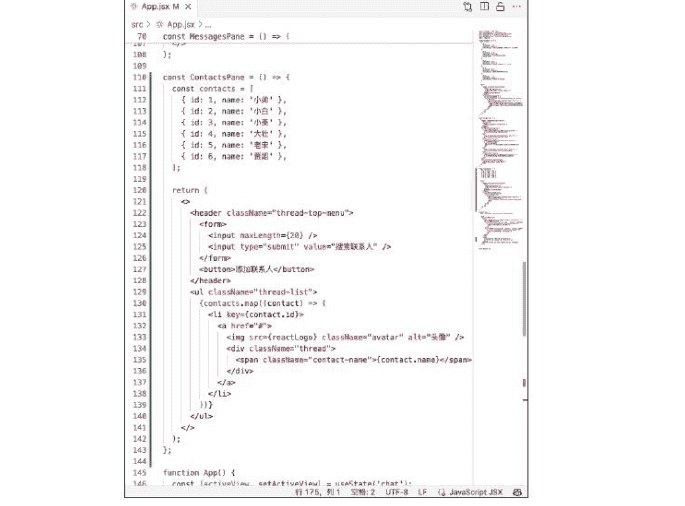 App.jsx M ×
src > App.jsx > ...
70 const MessagesPane = () => (
107 </>
108 );
109
110 const ContactsPane = () => {
111 const contacts = [
112 { id: 1, name: '小弟' },
113 { id: 2, name: '小白' },
114 { id: 3, name: '小美' },
115 { id: 4, name: '大壮' },
116 { id: 5, name: '老宋' },
117 { id: 6, name: '贾姐' },
118 ];
119
120 return (
121 <>
122 <header className="thread-top-menu">
123 <form>
124 <input maxLength={20} />
125 <input type="submit" value="搜索联系人" />
126 </form>
127 <button>添加联系人</button>
128 </header>
129 <ul className="thread-list">
130 {contacts.map((contact) => (
131 <li key={contact.id}>
132 <a href="#">
133 <img src={reactLogo} className="avatar" alt="头像" />
134 <div className="thread">
135 <span className="contact-name">{contact.name}</span>
136 </div>
137 </a>
138 </li>
139 ))}
140 </ul>
141 </>
142 );
143 };
144
145 function App() {
146 const [activeView, setActiveView] = useState('chat');
行 175, 列 1 空格: 2 UTF-8 LF JavaScript JSX